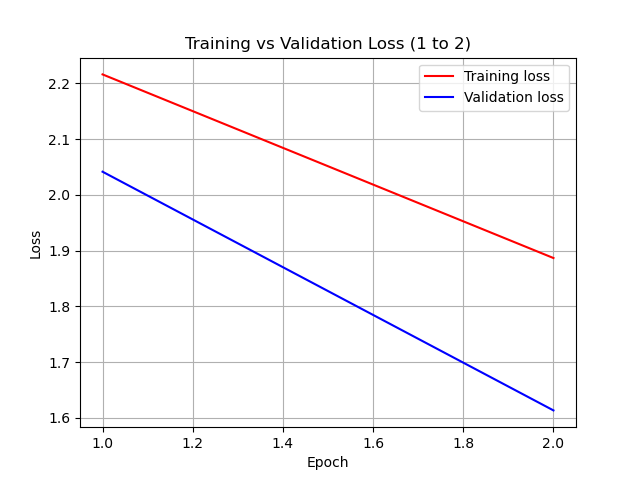 Training vs Validation Loss (1 to 2)
Training loss
Validation loss
2.2
2.1
2.0
1.9
1.8
1.7
1.6
Loss
1.0 1.2 1.4 1.6 1.8 2.0
Epoch